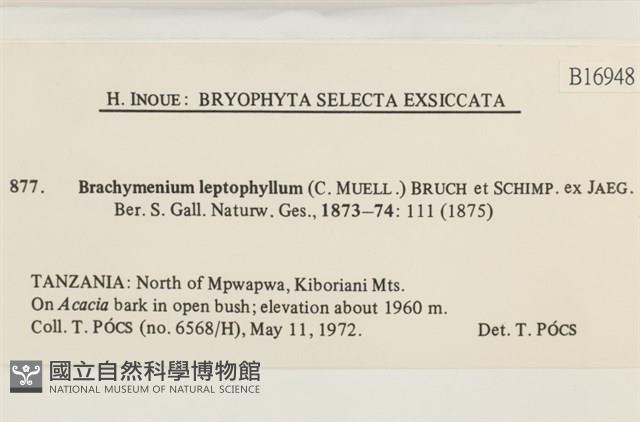 B16948
H. INOUE: BRYOPHYTA SELECTA EXSICCATA
877. Brachymenium leptophyllum (C. MUELL.) BRUCH et SCHIMP. ex JAEG.
Ber. S. Gall. Naturw. Ges., 1873–74: 111 (1875)
TANZANIA: North of Mpwapwa, Kiboriani Mts.
On Acacia bark in open bush; elevation about 1960 m.
Coll. T. PÓCS (no. 6568/H), May 11, 1972. Det. T. PÓCS
國立自然科學博物館
NATIONAL MUSEUM OF NATURAL SCIENCE